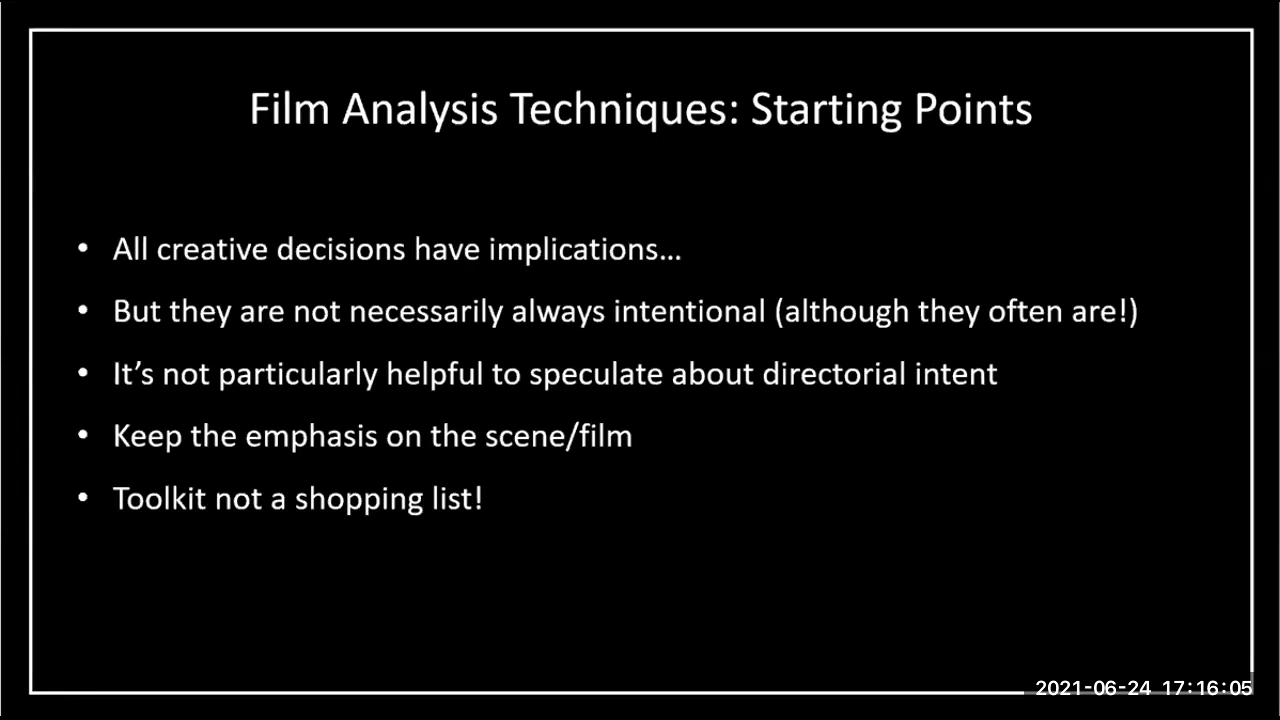 Film Analysis Techniques: Starting Points
• All creative decisions have implications…
• But they are not necessarily always intentional (although they often are!)
• It’s not particularly helpful to speculate about directorial intent
• Keep the emphasis on the scene/film
• Toolkit not a shopping list!
2021-06-24 17:16:05